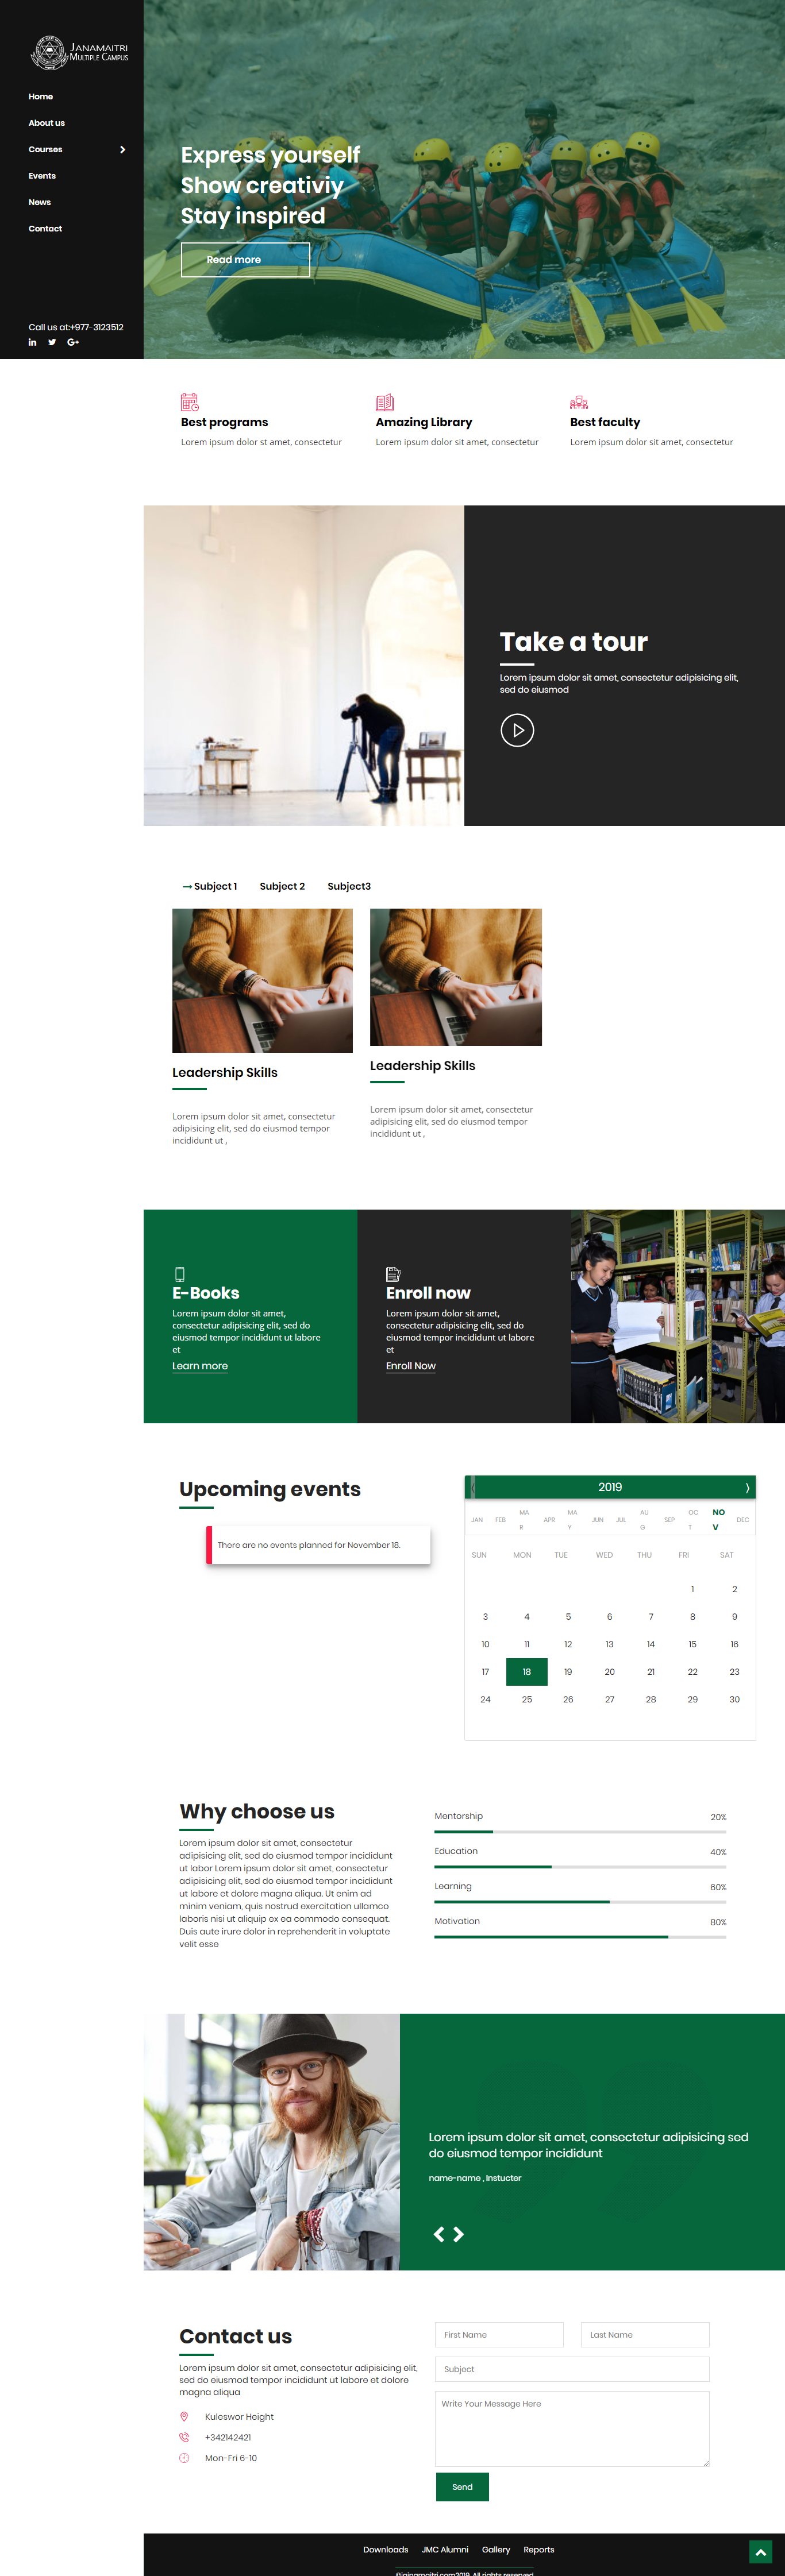 JANAMAITRI
MULTIPLE CAMPUS
Home
About us
Courses
Events
News
Contact
Call us at:+977-3123512
Express yourself
Show creativiy
Stay inspired
Read more
Best programs
Lorem ipsum dolor st amet, consectetur
Amazing Library
Lorem ipsum dolor sit amet, consectetur
Best faculty
Lorem ipsum dolor sit amet, consectetur
Take a tour
Lorem ipsum dolor sit amet, consectetur adipisicing elit,
sed do eiusmod
Subject 1 Subject 2 Subject3
Leadership Skills
Lorem ipsum dolor sit amet, consectetur
adipisicing elit, sed do eiusmod tempor
incididunt ut ,
Leadership Skills
Lorem ipsum dolor sit amet, consectetur
adipisicing elit, sed do eiusmod tempor
incididunt ut ,
E-Books
Lorem ipsum dolor sit amet,
consectetur adipisicing elit, sed do
eiusmod tempor incididunt ut labore
et
Learn more
Enroll now
Lorem ipsum dolor sit amet,
consectetur adipisicing elit, sed do
eiusmod tempor incididunt ut labore
et
Enroll Now
Upcoming events
There are no events planned for November 18.
2019
JAN FEB MAR APR MAY JUN JUL AUG SEP OCT NOV DEC
SUN MON TUE WED THU FRI SAT
1 2
3 4 5 6 7 8 9
10 11 12 13 14 15 16
17 18 19 20 21 22 23
24 25 26 27 28 29 30
Why choose us
Lorem ipsum dolor sit amet, consectetur
adipisicing elit, sed do eiusmod tempor incididunt
ut labor Lorem ipsum dolor sit amet, consectetur
adipisicing elit, sed do eiusmod tempor incididunt
ut labore et dolore magna aliqua. Ut enim ad
minim veniam, quis nostrud exercitation ullamco
laboris nisi ut aliquip ex ea commodo consequat.
Duis aute irure dolor in reprehenderit in voluptate
velit esse
Mentorship 20%
Education 40%
Learning 60%
Motivation 80%
Lorem ipsum dolor sit amet, consectetur adipisicing sed
do eiusmod tempor incididunt
name-name , Instucter
Contact us
Lorem ipsum dolor sit amet, consectetur adipisicing elit,
sed do eiusmod tempor incididunt ut labore et dolore
magna aliqua
Kuleswor Height
+342142421
Mon-Fri 6-10
First Name
Last Name
Subject
Write Your Message Here
Send
Downloads JMC Alumni Gallery Reports